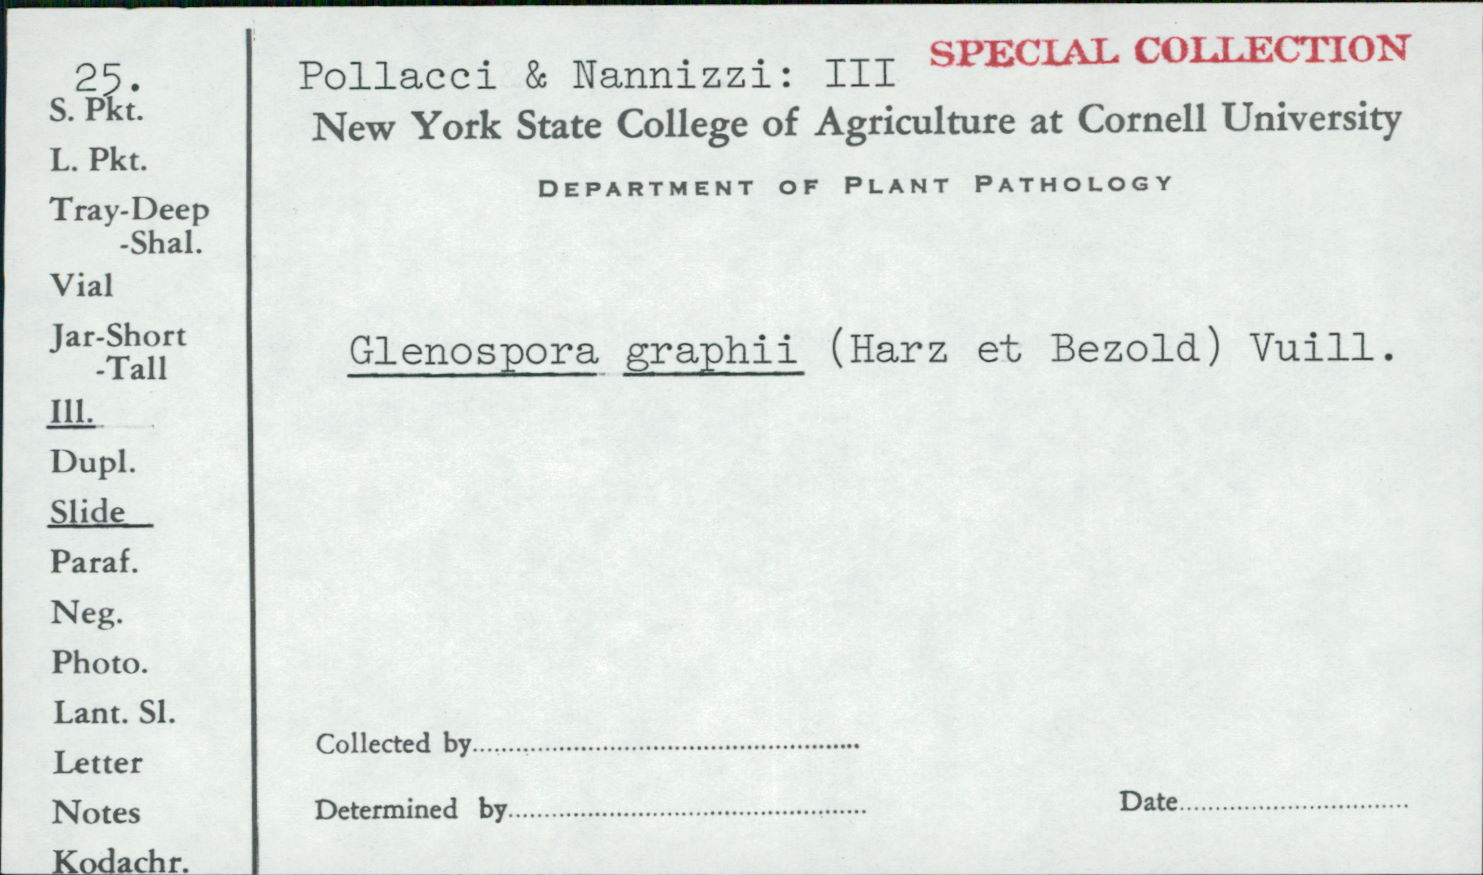 25.
S. Pkt.
L. Pkt.
Tray-Deep
-Shal.
Vial
Jar-Short
-Tall
Ill.
Dupl.
Slide
Paraf.
Neg.
Photo.
Lant. Sl.
Letter
Notes
Kodachr.
Pollacci & Nannizzi: III
SPECIAL COLLECTION
New York State College of Agriculture at Cornell University
DEPARTMENT OF PLANT PATHOLOGY
Glenospora graphii (Harz et Bezold) Vuill.
Collected by
Determined by
Date